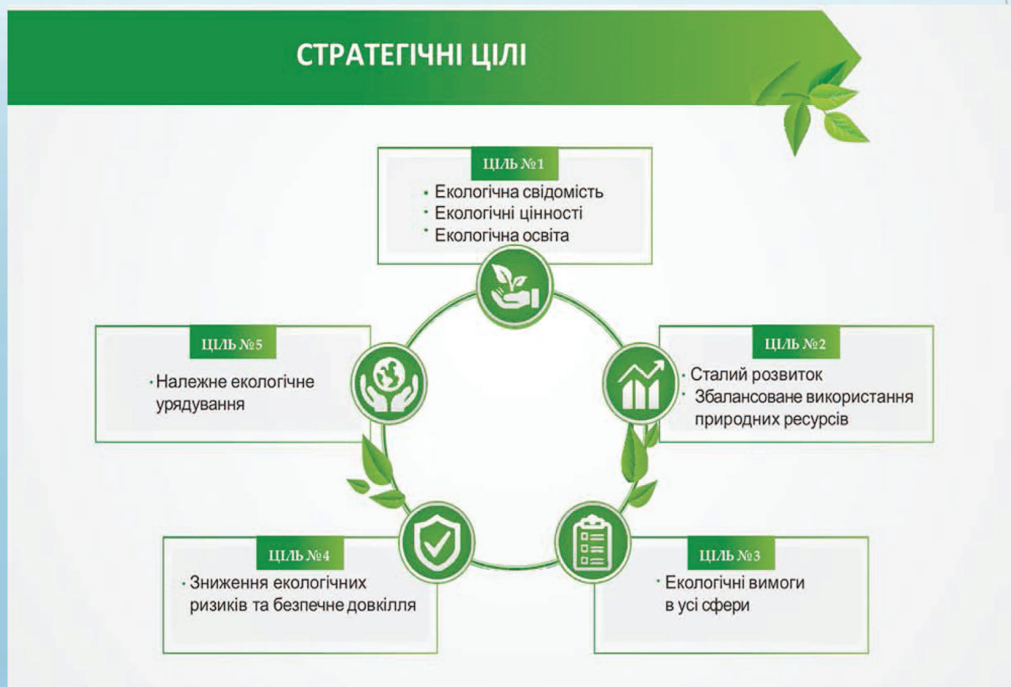 СТРАТЕГІЧНІ ЦІЛІ
ЦІЛЬ №1
· Екологічна свідомість
· Екологічні цінності
· Екологічна освіта
ЦІЛЬ №2
· Сталий розвиток
· Збалансоване використання
природних ресурсів
ЦІЛЬ №3
· Екологічні вимоги
в усі сфери
ЦІЛЬ №4
· Зниження екологічних
ризиків та безпечне довкілля
ЦІЛЬ №5
· Належне екологічне
урядування